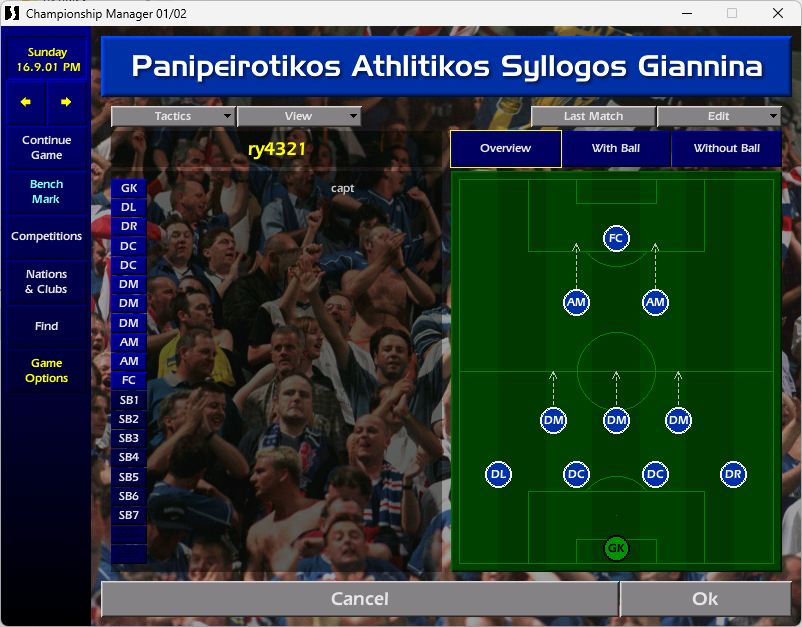 Championship Manager 01/02
Sunday
16.9.01 PM
Panipeirotikos Athlitikos Syllogos Giannina
Tactics
View
Last Match
Edit
Continue
Game
Bench
Mark
Competitions
Nations
& Clubs
Find
Game
Options
ry4321
Overview
With Ball
Without Ball
GK
capt
DL
DR
DC
DC
DM
DM
DM
AM
AM
FC
SB1
SB2
SB3
SB4
SB5
SB6
SB7
FC
AM
AM
DM
DM
DM
DL
DC
DC
DR
GK
Cancel
Ok